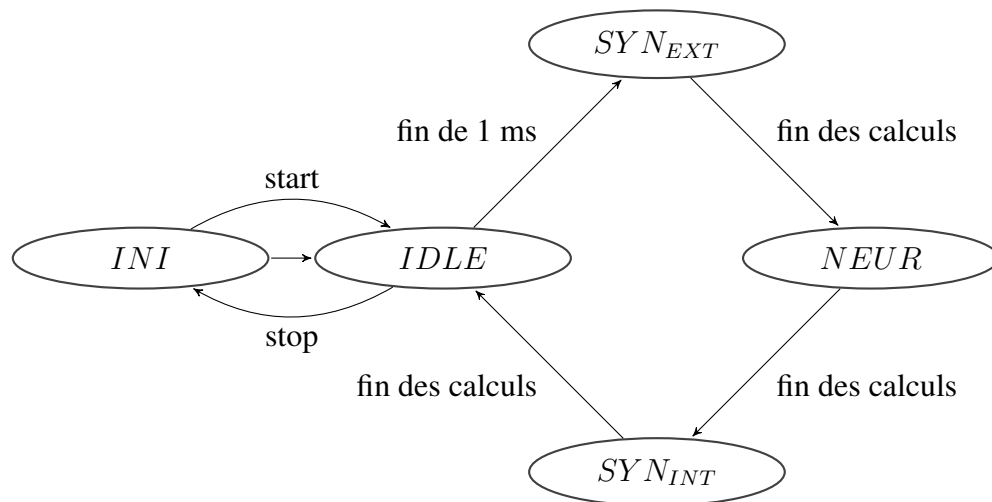 SYN_EXT
fin de 1 ms
fin des calculs
start
INI
IDLE
NEUR
stop
fin des calculs
fin des calculs
SYN_INT